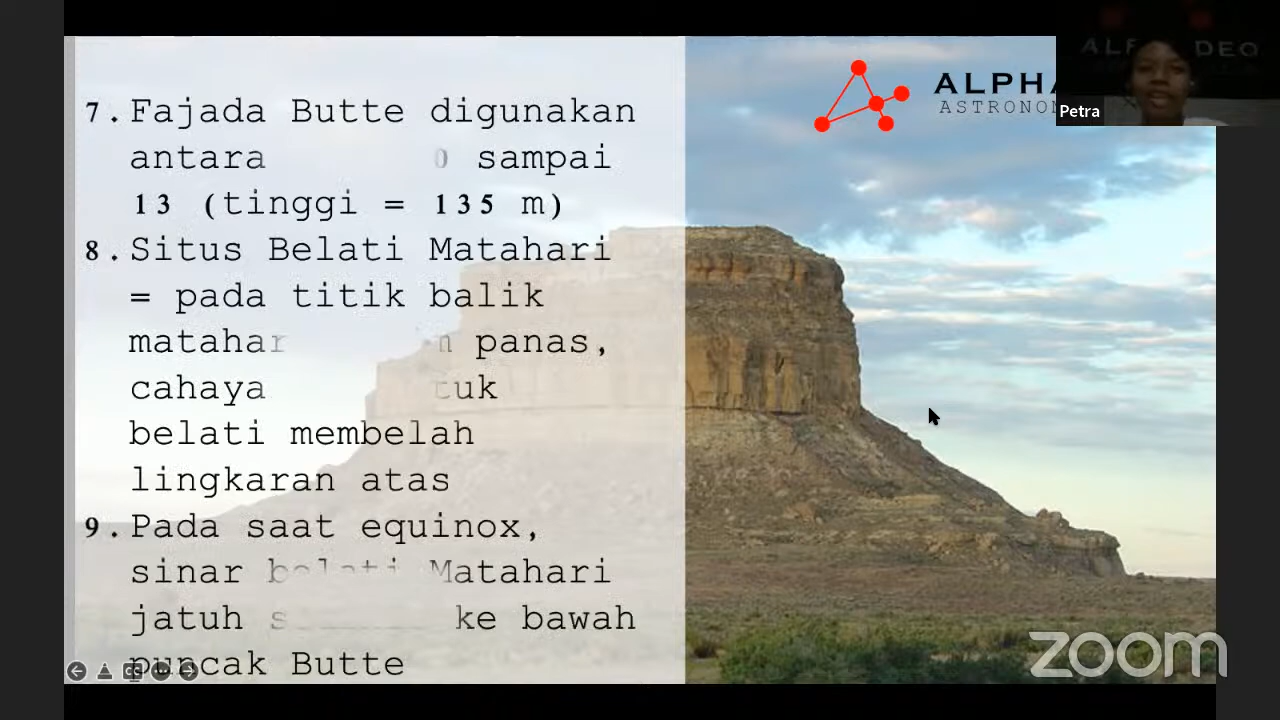 7. Fajada Butte digunakan
antara sampai
13 (tinggi = 135 m)
8. Situs Belati Matahari
= pada titik balik
panas,
cahaya
belati membelah
lingkaran atas
9. Pada saat equinox,
sinar belati Matahari
jatuh ke bawah
puncak Butte
ALPHA
Petra
zoom